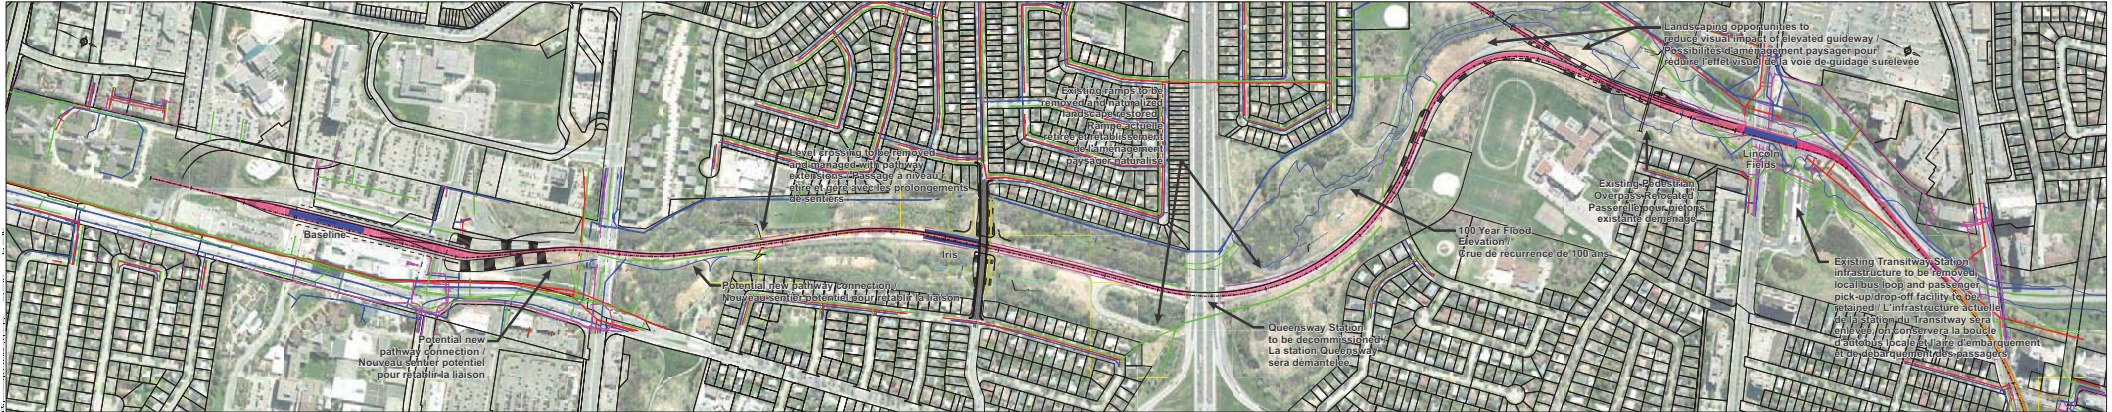 Landscaping opportunities to
reduce visual impact of elevated guideway /
Possibilités d'aménagement paysager pour
réduire l'effet visuel de la voie de guidage surélevée
Existing ramps to be
removed and naturalized
landscape restored /
Rampe actuelle
retirée et rétablissement
de l'aménagement
paysager naturalisé
Level crossing to be removed
and managed with pathway
extensions / Passage à niveau r
etiré et géré avec les prolongements
de sentiers
Lincoln
Fields
Existing Pedestrian
Overpass Relocated /
Passerelle pour piétons
existante déménagé
Baseline
Iris
100 Year Flood
Elevation /
Crue de récurrence de 100 ans
Existing Transitway Station
infrastructure to be removed,
local bus loop and passenger
pick-up/drop-off facility to be
retained / L'infrastructure actuelle
de la station du Transitway sera
enlevée, on conservera la boucle
d'autobus locale et l'aire d'embarquement
et de débarquement des passagers
Potential new pathway connection /
Nouveau sentier potentiel pour rétablir la liaison
Potential new
pathway connection /
Nouveau sentier potentiel
pour rétablir la liaison
Queensway Station
to be decommissioned /
La station Queensway
sera démantelée